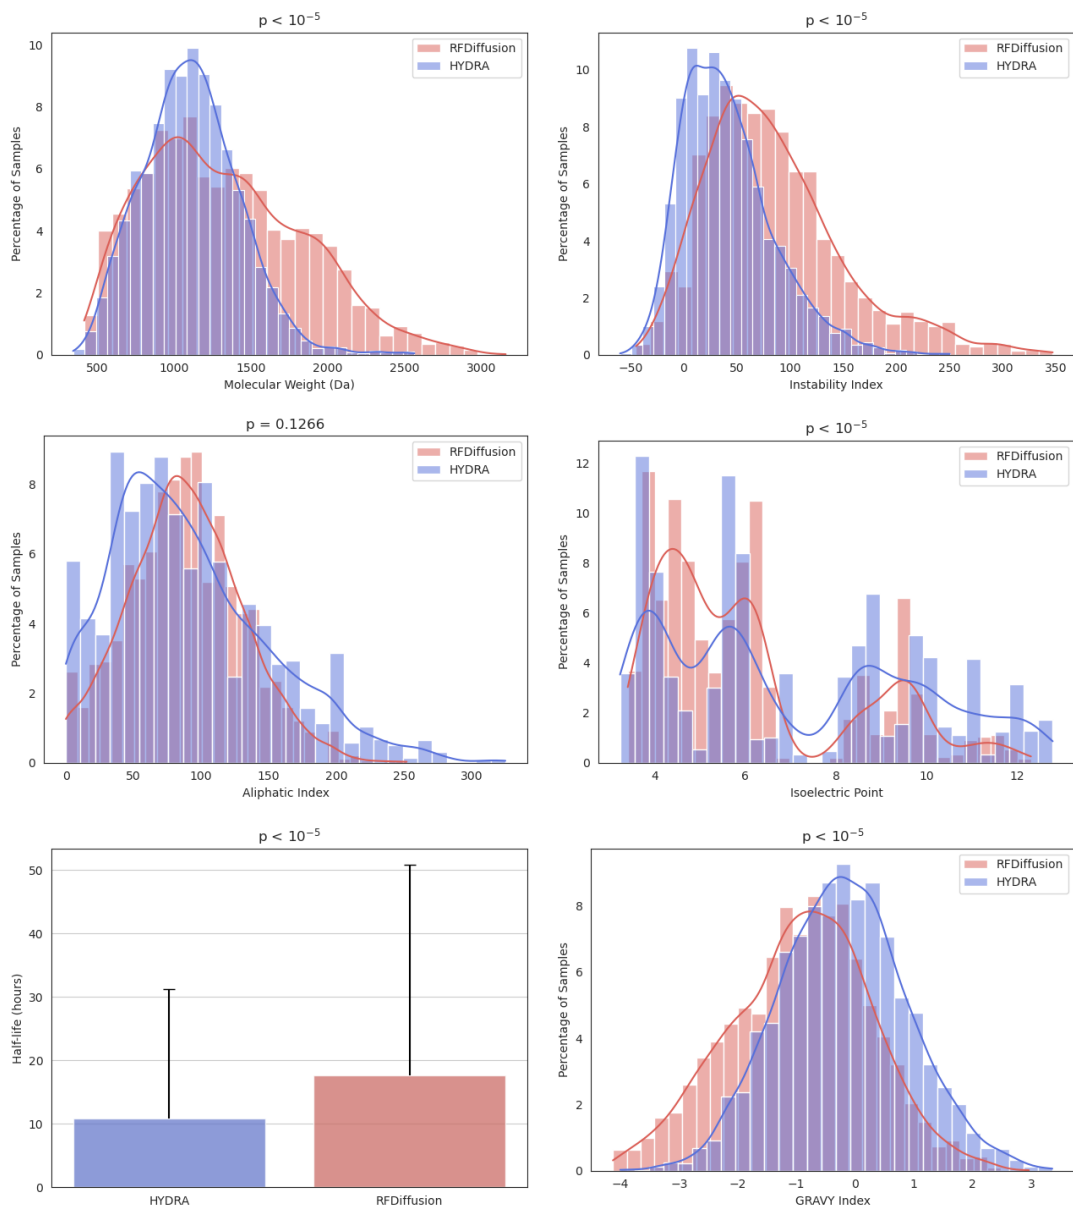 p < 10⁻⁵
RFDiffusion
HYDRA
Percentage of Samples
10
8
6
4
2
0
500 1000 1500 2000 2500 3000
Molecular Weight (Da)
p < 10⁻⁵
RFDiffusion
HYDRA
Percentage of Samples
10
8
6
4
2
0
−50 0 50 100 150 200 250 300 350
Instability Index
p = 0.1266
RFDiffusion
HYDRA
Percentage of Samples
8
6
4
2
0
0 50 100 150 200 250 300
Aliphatic Index
p < 10⁻⁵
RFDiffusion
HYDRA
Percentage of Samples
12
10
8
6
4
2
0
4 6 8 10 12
Isoelectric Point
p < 10⁻⁵
Half-life (hours)
50
40
30
20
10
0
HYDRA RFDiffusion
p < 10⁻⁵
RFDiffusion
HYDRA
Percentage of Samples
8
6
4
2
0
−4 −3 −2 −1 0 1 2 3
GRAVY Index